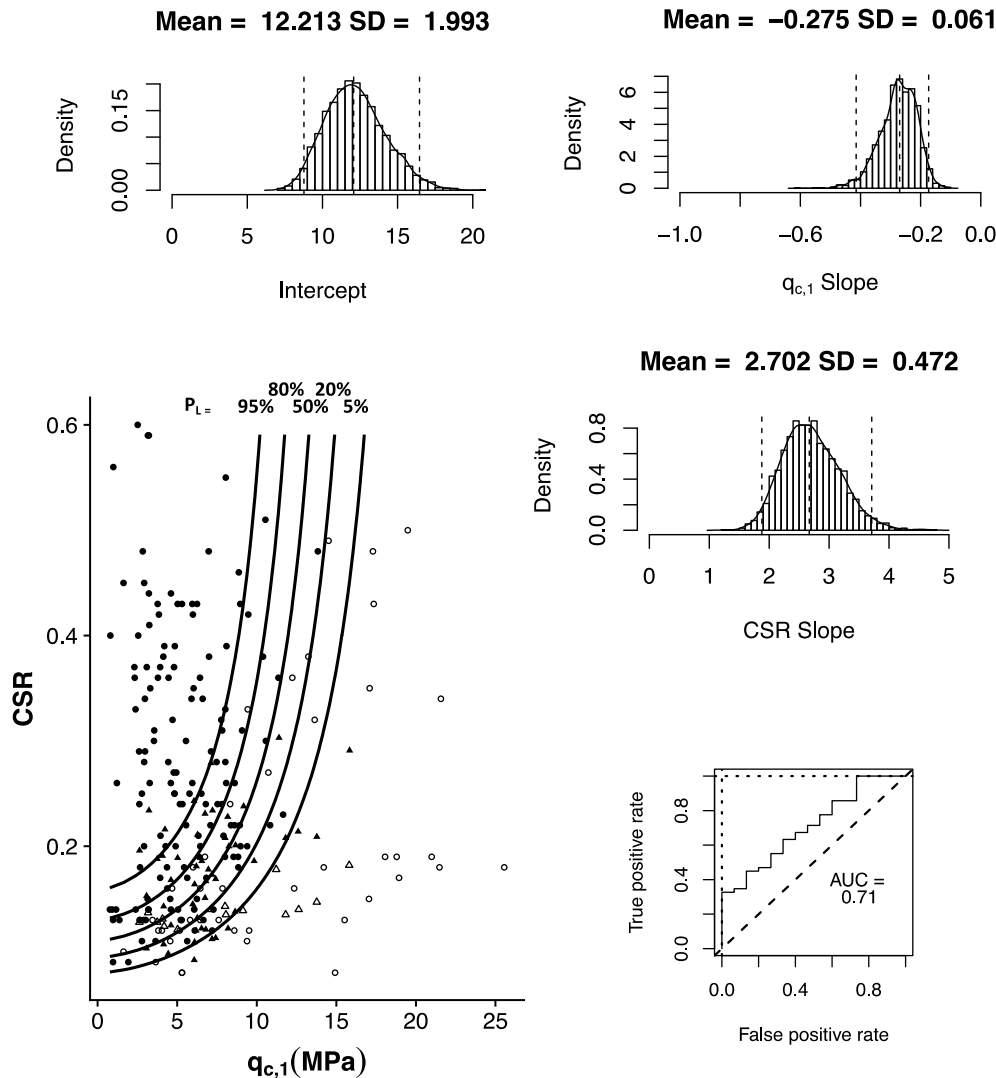 Mean = 12.213 SD = 1.993
Density
0.00
0.15
0
5
10
15
20
Intercept
Mean = −0.275 SD = 0.061
Density
0
2
4
6
−1.0
−0.6
−0.2
0.0
qc,1 Slope
Mean = 2.702 SD = 0.472
Density
0.0
0.4
0.8
0
1
2
3
4
5
CSR Slope
80% 20%
PL = 95% 50% 5%
CSR
0.6
0.4
0.2
0
5
10
15
20
25
qc,1(MPa)
True positive rate
0.0
0.4
0.8
AUC =
0.71
0.0
0.4
0.8
False positive rate